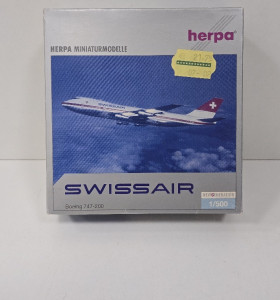 herpa
HERPA MINIATURMODELLE
SWISSAIR
Boeing 747-200
1/500